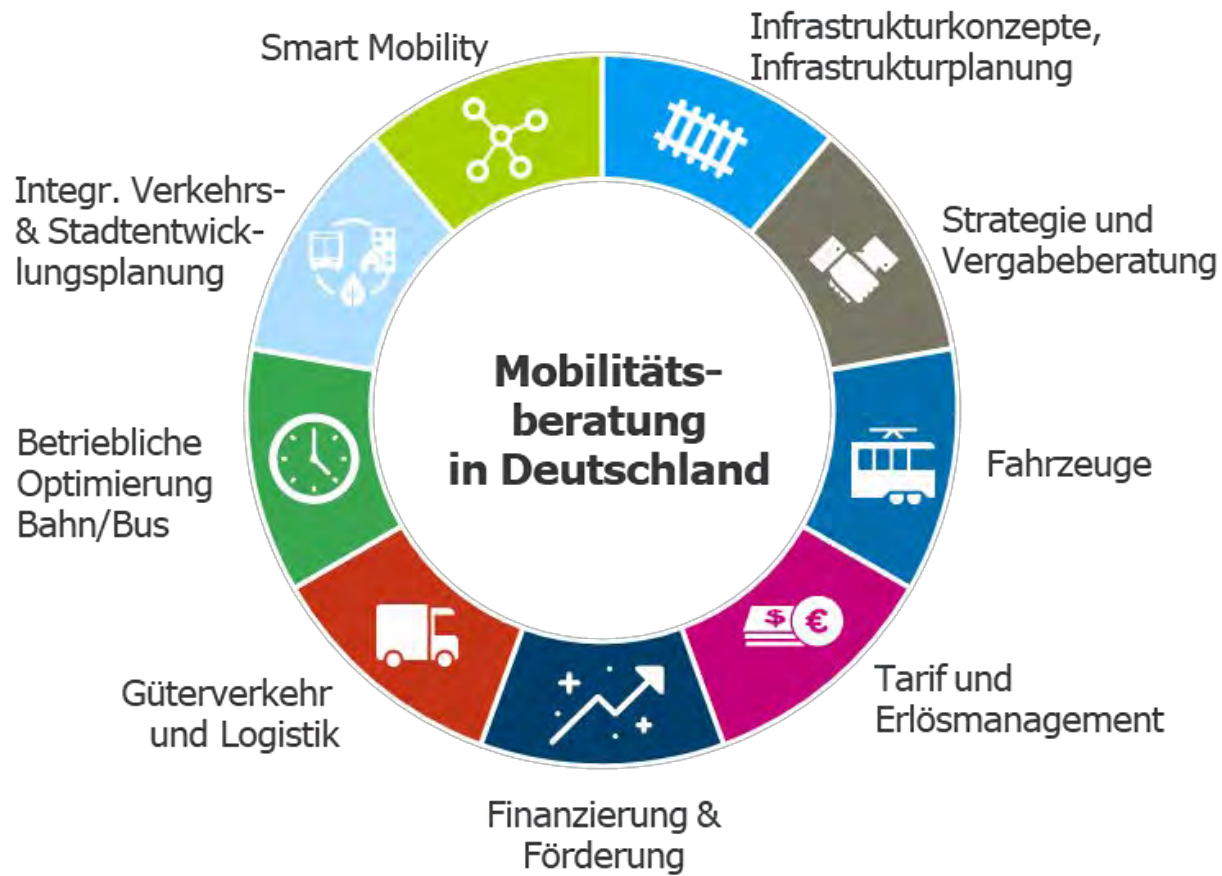 Smart Mobility
Infrastrukturkonzepte,
Infrastrukturplanung
Strategie und
Vergabeberatung
Fahrzeuge
$ €
Tarif und
Erlösmanagement
Finanzierung &
Förderung
Güterverkehr
und Logistik
Betriebliche
Optimierung
Bahn/Bus
Integr. Verkehrs-
& Stadtentwick-
lungsplanung
Mobilitäts-
beratung
in Deutschland